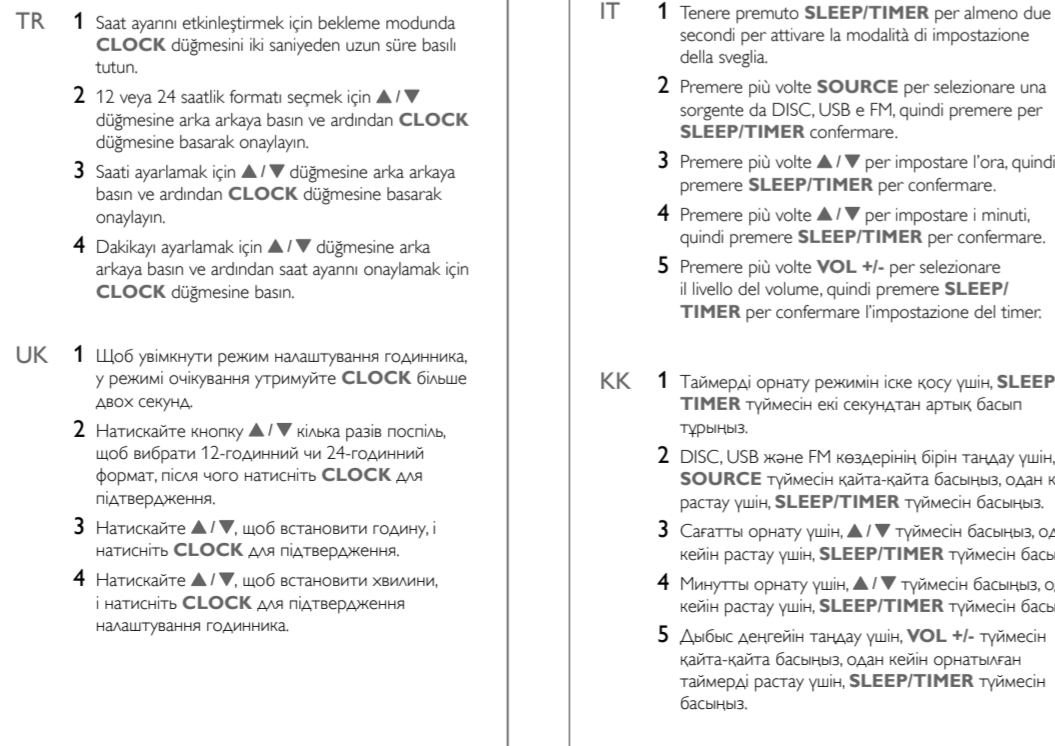 TR 1 Saat ayarını etkinleştirmek için bekleme modunda
CLOCK düğmesini iki saniyeden uzun süre basılı
tutun.
2 12 veya 24 saatlik formatı seçmek için ▲ / ▼
düğmesine arka arkaya basın ve ardından CLOCK
düğmesine basarak onaylayın.
3 Saati ayarlamak için ▲ / ▼ düğmesine arka arkaya
basın ve ardından CLOCK düğmesine basarak
onaylayın.
4 Dakikayı ayarlamak için ▲ / ▼ düğmesine arka
arkaya basın ve ardından saat ayarını onaylamak için
CLOCK düğmesine basın.
UK 1 Щоб увімкнути режим налаштування годинника,
у режимі очікування утримуйте CLOCK більше
двох секунд.
2 Натискайте кнопку ▲ / ▼ кілька разів поспіль,
щоб вибрати 12-годинний чи 24-годинний
формат, після чого натисніть CLOCK для
підтвердження.
3 Натискайте ▲ / ▼, щоб встановити годину, і
натисніть CLOCK для підтвердження.
4 Натискайте ▲ / ▼, щоб встановити хвилини,
і натисніть CLOCK для підтвердження
налаштування годинника.
IT 1 Tenere premuto SLEEP/TIMER per almeno due
secondi per attivare la modalità di impostazione
della sveglia.
2 Premere più volte SOURCE per selezionare una
sorgente da DISC, USB e FM, quindi premere per
SLEEP/TIMER confermare.
3 Premere più volte ▲ / ▼ per impostare l'ora, quindi
premere SLEEP/TIMER per confermare.
4 Premere più volte ▲ / ▼ per impostare i minuti,
quindi premere SLEEP/TIMER per confermare.
5 Premere più volte VOL +/- per selezionare
il livello del volume, quindi premere SLEEP/
TIMER per confermare l'impostazione del timer.
KK 1 Таймерді орнату режимін іске қосу үшін, SLEEP
TIMER түймесін екі секундтан артық басып
тұрыңыз.
2 DISC, USB және FM көздерінің бірін таңдау үшін,
SOURCE түймесін қайта-қайта басыңыз, одан
растау үшін, SLEEP/TIMER түймесін басыңыз.
3 Сағатты орнату үшін, ▲ / ▼ түймесін басыңыз,
кейін растау үшін, SLEEP/TIMER түймесін
4 Минутты орнату үшін, ▲ / ▼ түймесін басыңыз,
кейін растау үшін, SLEEP/TIMER түймесін
5 Дыбыс деңгейін таңдау үшін, VOL +/- түймесін
қайта-қайта басыңыз, одан кейін орнатылған
таймерді растау үшін, SLEEP/TIMER түймесін
басыңыз.